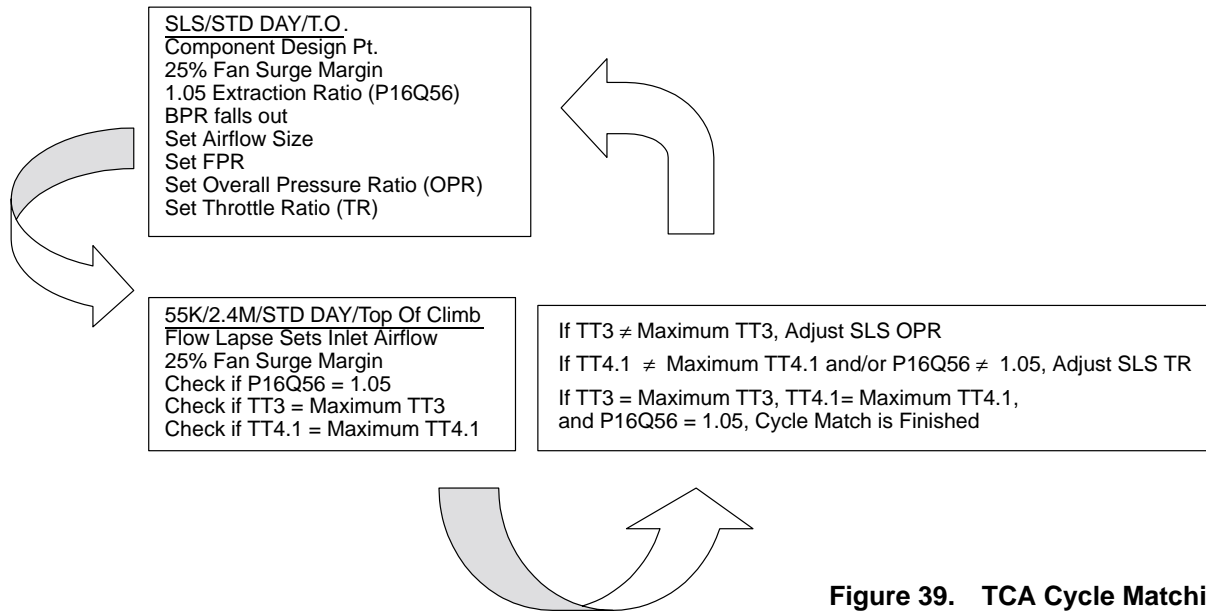 SLS/STD DAY/T.O.
Component Design Pt.
25% Fan Surge Margin
1.05 Extraction Ratio (P16Q56)
BPR falls out
Set Airflow Size
Set FPR
Set Overall Pressure Ratio (OPR)
Set Throttle Ratio (TR)
55K/2.4M/STD DAY/Top Of Climb
Flow Lapse Sets Inlet Airflow
25% Fan Surge Margin
Check if P16Q56 = 1.05
Check if TT3 = Maximum TT3
Check if TT4.1 = Maximum TT4.1
If TT3 ≠ Maximum TT3, Adjust SLS OPR
If TT4.1 ≠ Maximum TT4.1 and/or P16Q56 ≠ 1.05, Adjust SLS TR
If TT3 = Maximum TT3, TT4.1= Maximum TT4.1,
and P16Q56 = 1.05, Cycle Match is Finished
Figure 39. TCA Cycle Matchi